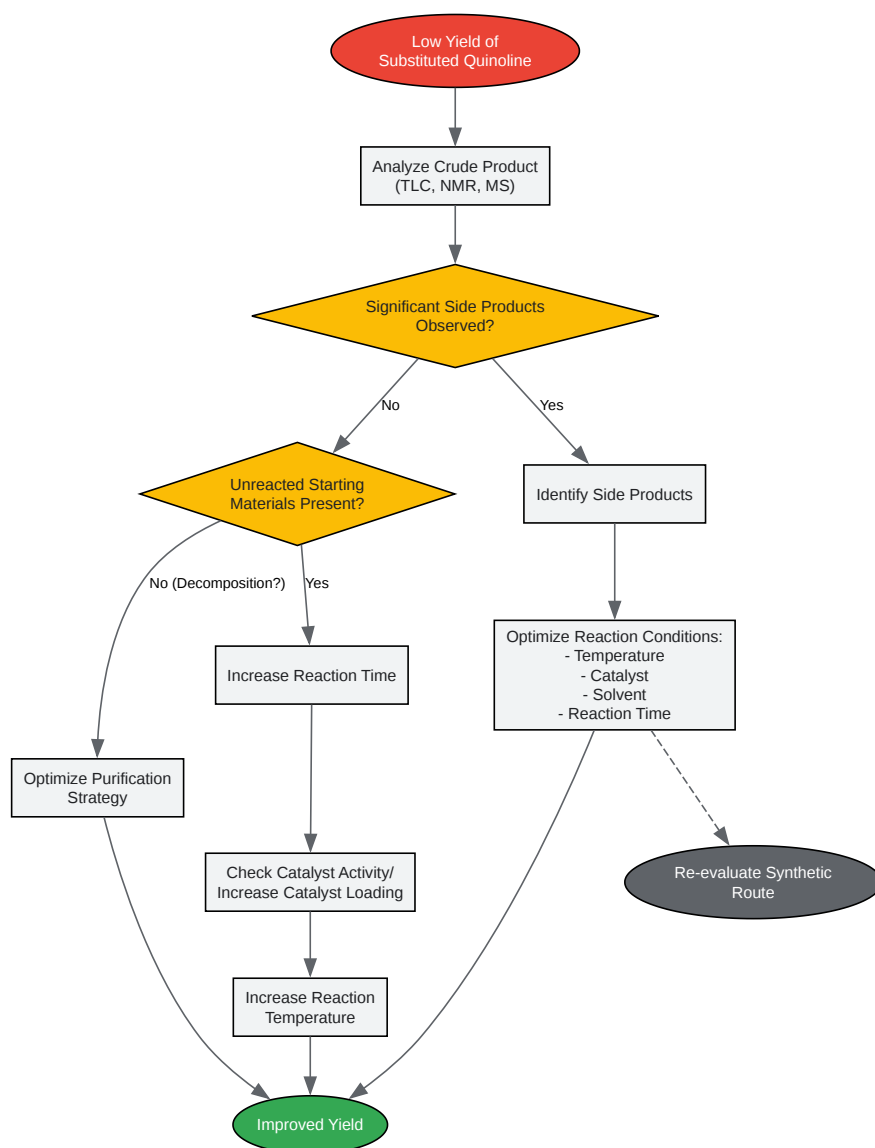 Low Yield of
Substituted Quinoline
Analyze Crude Product
(TLC, NMR, MS)
Significant Side Products
Observed?
No
Yes
Unreacted Starting
Materials Present?
Identify Side Products
No (Decomposition?)
Yes
Increase Reaction Time
Optimize Reaction Conditions:
- Temperature
- Catalyst
- Solvent
- Reaction Time
Optimize Purification
Strategy
Check Catalyst Activity/
Increase Catalyst Loading
Re-evaluate Synthetic
Route
Increase Reaction
Temperature
Improved Yield